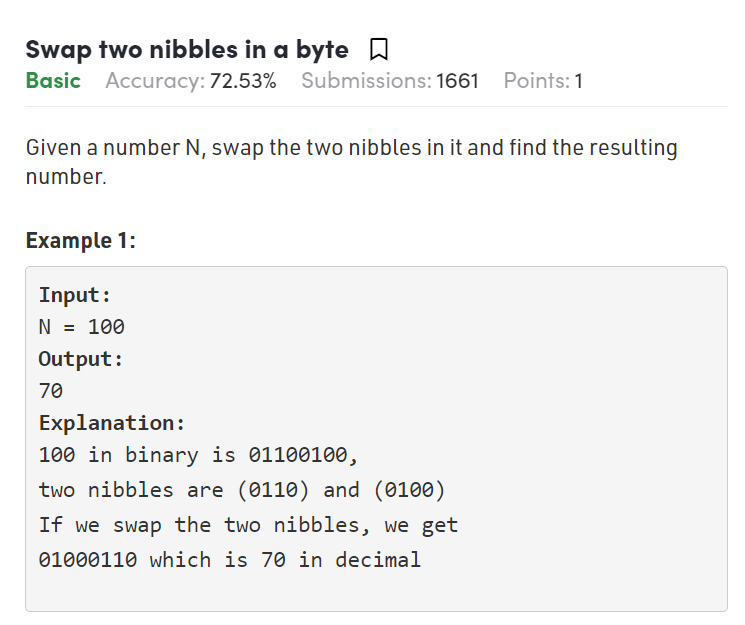 Swap two nibbles in a byte
Basic Accuracy: 72.53% Submissions: 1661 Points: 1
Given a number N, swap the two nibbles in it and find the resulting
number.
Example 1:
Input:
N = 100
Output:
70
Explanation:
100 in binary is 01100100,
two nibbles are (0110) and (0100)
If we swap the two nibbles, we get
01000110 which is 70 in decimal